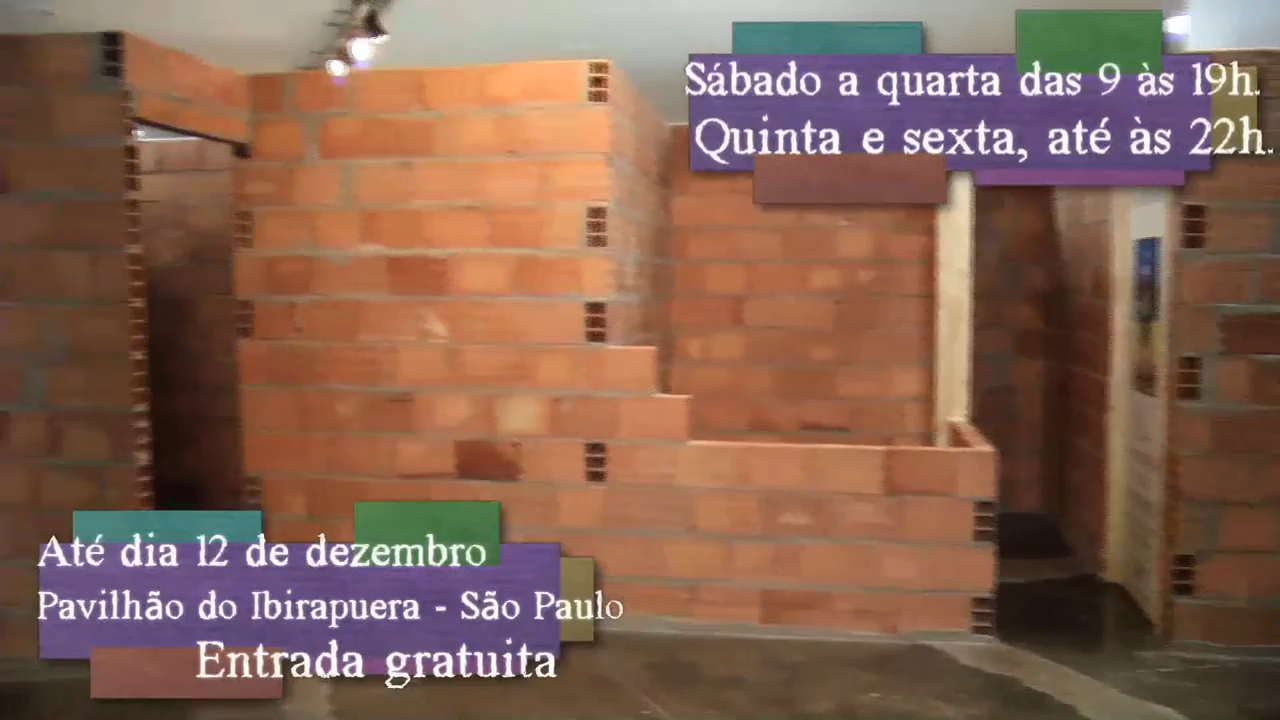 Sábado a quarta das 9 às 19h.
Quinta e sexta, até às 22h.
Até dia 12 de dezembro
Pavilhão do Ibirapuera - São Paulo
Entrada gratuita